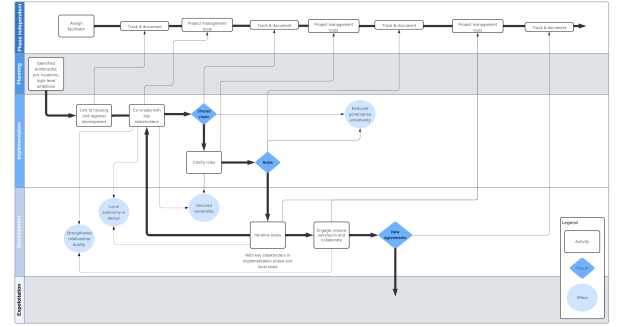 Phase independent
Assign
facilitator
Track & document
Project management
tools
Track & document
Project management
tools
Track & document
Project management
tools
Track & document
Planning
Identified
bottlenecks,
pot. locations,
high-level
ambitions
Implementation
Link to housing
and regional
development
Co-create with
key
stakeholders
Shared
vision
Reduced
governance
uncertainty
Clarify roles
Roles
Development
Secured
ownership
Local
autonomy in
design
Strengthened
relationship
quality
Iterative loops
Engage, ensure
satisfaction and
collaborate
New
agreements
With key stakeholders in
implementation phase and
local scale
Exploitation
Legend
Activity
Result
Effect